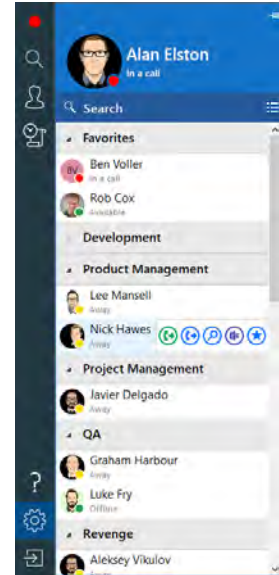 Alan Elston
In a call
Search
Favorites
BV
Ben Voller
In a call
Rob Cox
Available
Development
Product Management
Lee Mansell
Away
Nick Hawes
Away
Project Management
Javier Delgado
Away
QA
Graham Harbour
Away
Luke Fry
Offline
Revenge
Aleksey Vikulov
?